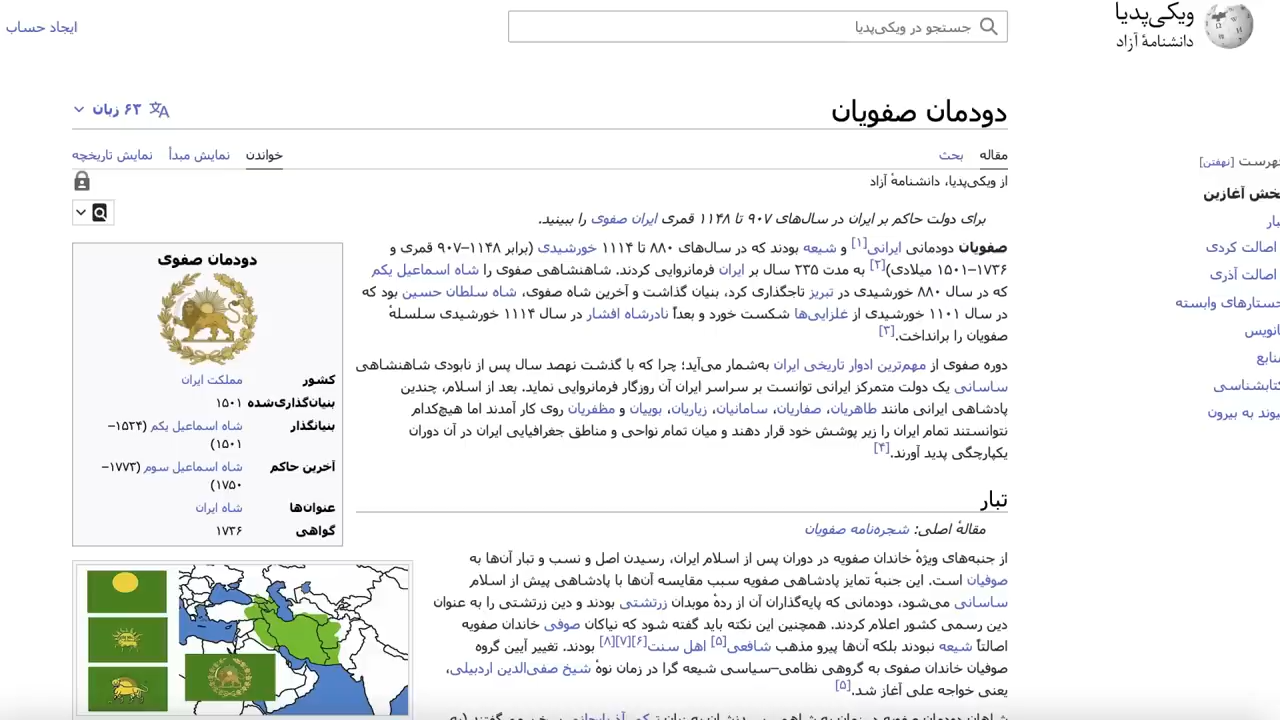 ویکی‌پدیا
دانشنامهٔ آزاد
جستجو در ویکی‌پدیا
ایجاد حساب
دودمان صفویان
۶۳ زبان
مقاله
بحث
خواندن
نمایش مبدأ
نمایش تاریخچه
از ویکی‌پدیا، دانشنامهٔ آزاد
برای دولت حاکم بر ایران در سال‌های ۹۰۷ تا ۱۱۴۸ قمری ایران صفوی را ببینید.
صفویان دودمانی ایرانی[۱] و شیعه بودند که در سال‌های ۸۸۰ تا ۱۱۱۴ خورشیدی (برابر ۱۱۴۸–۹۰۷ قمری و
۱۷۳۶–۱۵۰۱ میلادی)[۲] به مدت ۲۳۵ سال بر ایران فرمانروایی کردند. شاهنشاهی صفوی را شاه اسماعیل یکم
که در سال ۸۸۰ خورشیدی در تبریز تاجگذاری کرد، بنیان گذاشت و آخرین شاه صفوی، شاه سلطان حسین بود که
در سال ۱۱۰۱ خورشیدی از غلزایی‌ها شکست خورد و بعداً نادرشاه افشار در سال ۱۱۱۴ خورشیدی سلسلهٔ
صفویان را برانداخت.[۳]
دوره صفوی از مهم‌ترین ادوار تاریخی ایران به‌شمار می‌آید؛ چرا که با گذشت نهصد سال پس از نابودی شاهنشاهی
ساسانی یک دولت متمرکز ایرانی توانست بر سراسر ایران آن روزگار فرمانروایی نماید. بعد از اسلام، چندین
پادشاهی ایرانی مانند طاهریان، صفاریان، سامانیان، زیاریان، بوییان و مظفریان روی کار آمدند اما هیچ‌کدام
نتوانستند تمام ایران را زیر پوشش خود قرار دهند و میان تمام نواحی و مناطق جغرافیایی ایران در آن دوران
یکپارچگی پدید آورند.[۴]
تبار
مقالهٔ اصلی: شجره‌نامه صفویان
از جنبه‌های ویژهٔ خاندان صفویه در دوران پس از اسلام ایران، رسیدن اصل و نسب و تبار آن‌ها به
صوفیان است. این جنبهٔ تمایز پادشاهی صفویه سبب مقایسه آن‌ها با پادشاهی پیش از اسلام
ساسانی می‌شود، دودمانی که پایه‌گذاران آن از ردهٔ موبدان زرتشتی بودند و دین زرتشتی را به عنوان
دین رسمی کشور اعلام کردند. همچنین این نکته باید گفته شود که نیاکان صوفی خاندان صفویه
اصالتاً شیعه نبودند بلکه آن‌ها پیرو مذهب شافعی[۵] اهل سنت[۶][۷][۸] بودند. تغییر آیین گروه
صوفیان خاندان صفوی به گروهی نظامی–سیاسی شیعه گرا در زمان نوهٔ شیخ صفی‌الدین اردبیلی،
یعنی خواجه علی آغاز شد.[۵]
دودمان صفوی
کشور مملکت ایران
بنیان‌گذاری‌شده ۱۵۰۱
بنیانگذار شاه اسماعیل یکم (۱۵۲۴–
۱۵۰۱)
آخرین حاکم شاه اسماعیل سوم (۱۷۷۳–
۱۷۵۰)
عنوان‌ها شاه ایران
گواهی ۱۷۳۶
[نهفتن]
اصالت کردی
اصالت آذری